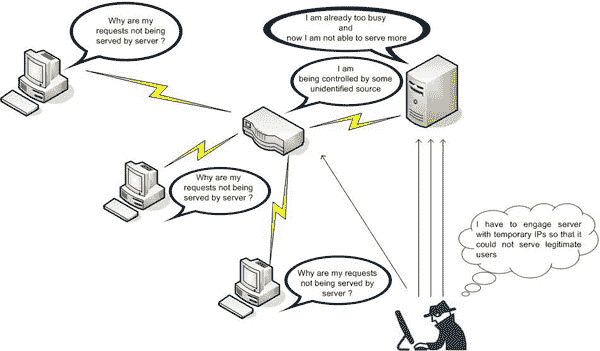 Why are my
requests not being
served by server ?
I am already too busy
and
now I am not able to serve more
I am
being controlled by some
unidentified source
Why are my
requests not being
served by server ?
Why are my requests
not being served by
server ?
I have to engage server
with temporary IPs so that it
could not serve legitimate
users